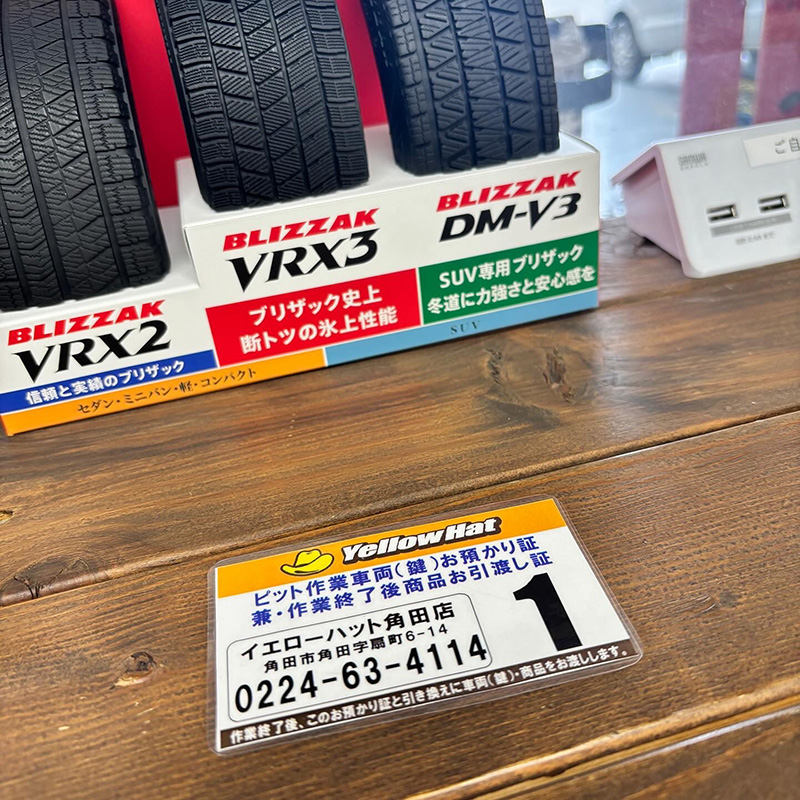 BLIZZAK
VRX2
信頼と実績のブリザック
セダン・ミニバン・軽・コンパクト
BLIZZAK
VRX3
ブリザック史上
断トツの氷上性能
BLIZZAK
DM-V3
SUV専用ブリザック
冬道に力強さと安心感を
SUV
ご自
YellowHat
ピット作業車両(鍵)お預かり証
兼・作業終了後商品お引渡し証
イエローハット角田店
角田市角田字扇町6-14
0224-63-4114
1
作業終了後、このお預かり証と引き換えに車両(鍵)・商品をお渡しします。